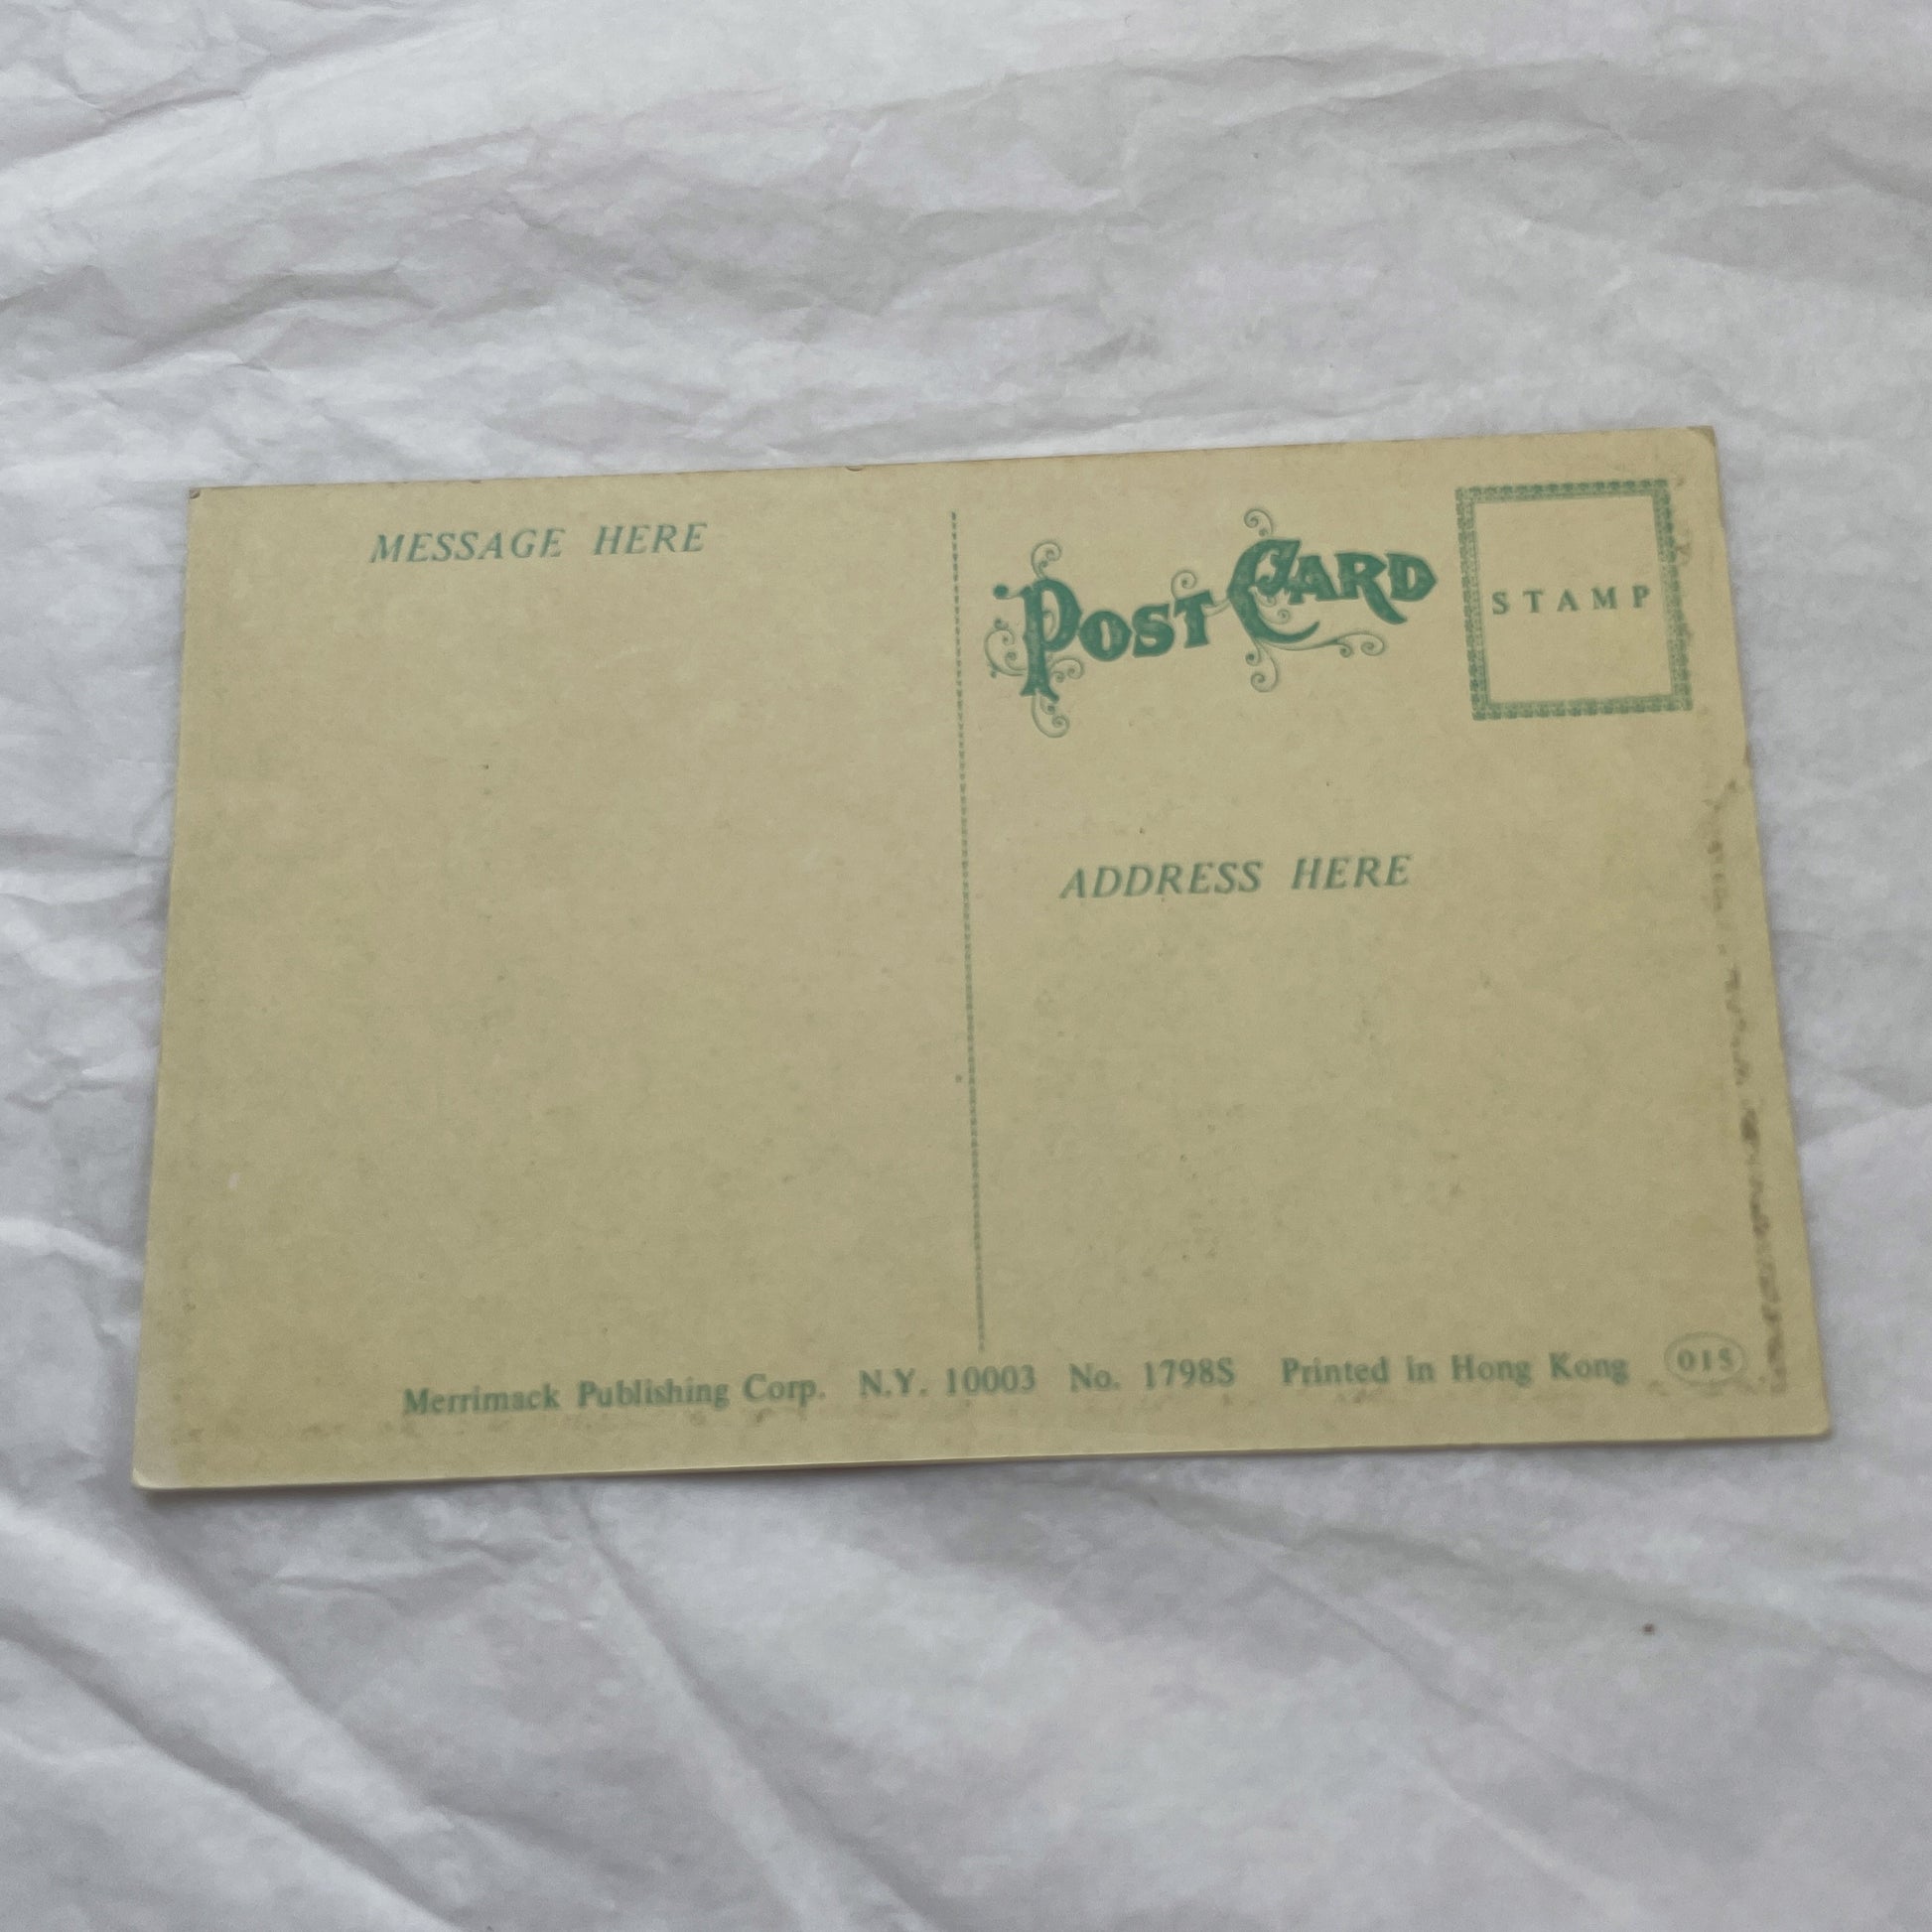 MESSAGE HERE
POST CARD
STAMP
ADDRESS HERE
Merrimack Publishing Corp. N.Y. 10003 No. 1798S Printed in Hong Kong 015